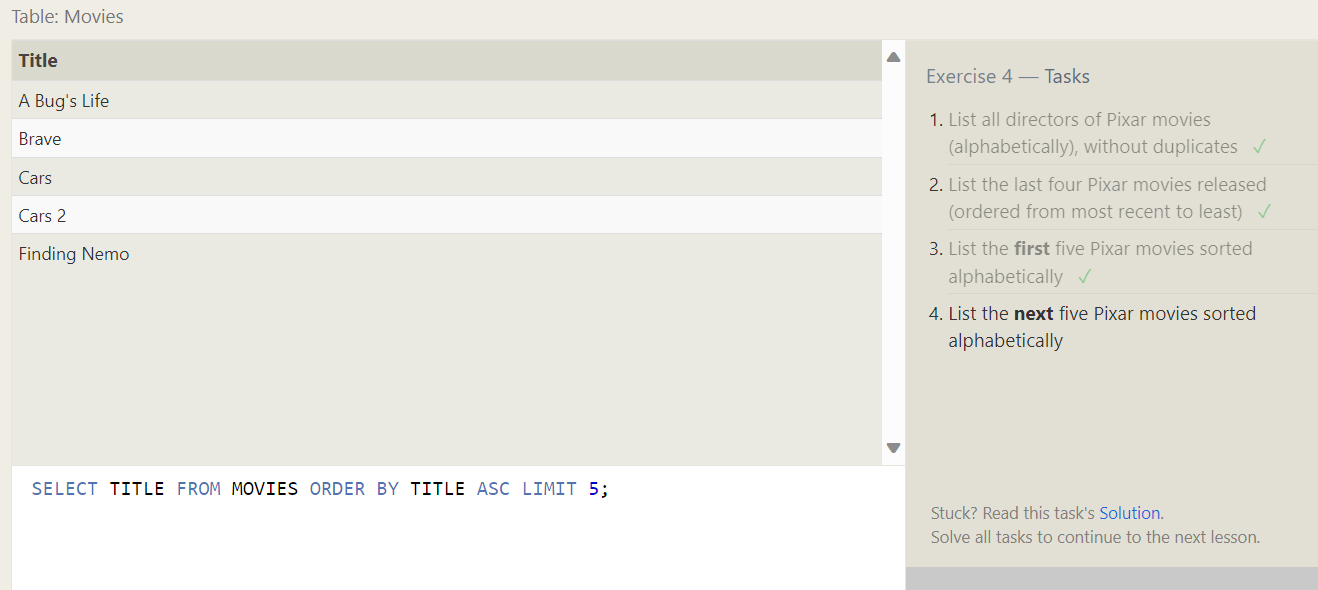 Table: Movies
Title
A Bug's Life
Brave
Cars
Cars 2
Finding Nemo
SELECT TITLE FROM MOVIES ORDER BY TITLE ASC LIMIT 5;
Exercise 4 — Tasks
1. List all directors of Pixar movies
(alphabetically), without duplicates ✓
2. List the last four Pixar movies released
(ordered from most recent to least) ✓
3. List the first five Pixar movies sorted
alphabetically ✓
4. List the next five Pixar movies sorted
alphabetically
Stuck? Read this task's Solution.
Solve all tasks to continue to the next lesson.